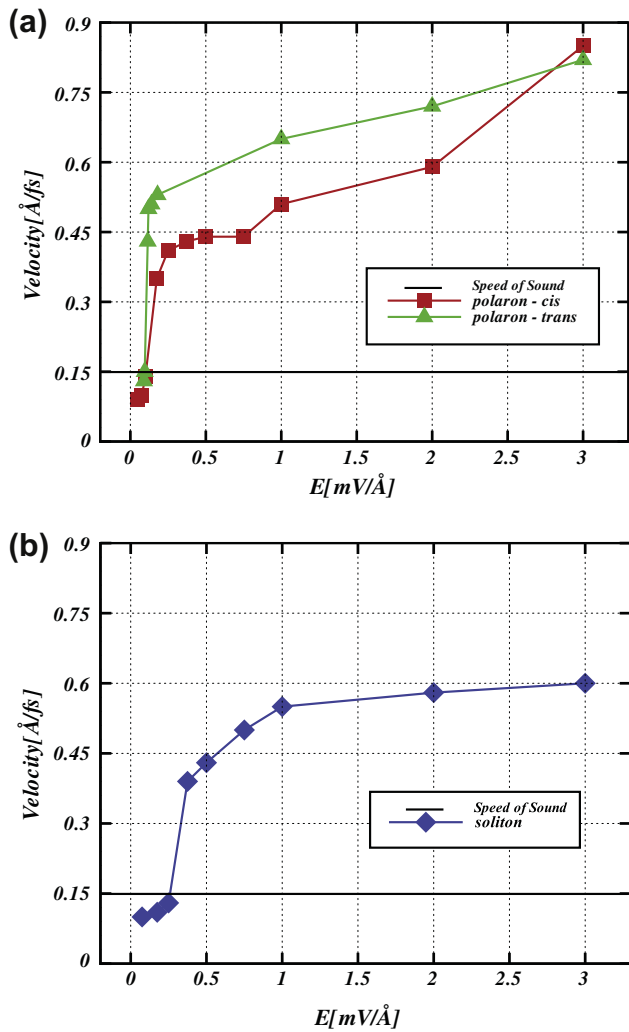 (a)
0.9
0.75
0.6
0.45
0.3
0.15
0
Velocity[Å/fs]
Speed of Sound
polaron - cis
polaron - trans
0 0.5 1 1.5 2 2.5 3
E[mV/Å]
(b)
0.9
0.75
0.6
0.45
0.3
0.15
0
Velocity[Å/fs]
Speed of Sound
soliton
0 0.5 1 1.5 2 2.5 3
E[mV/Å]